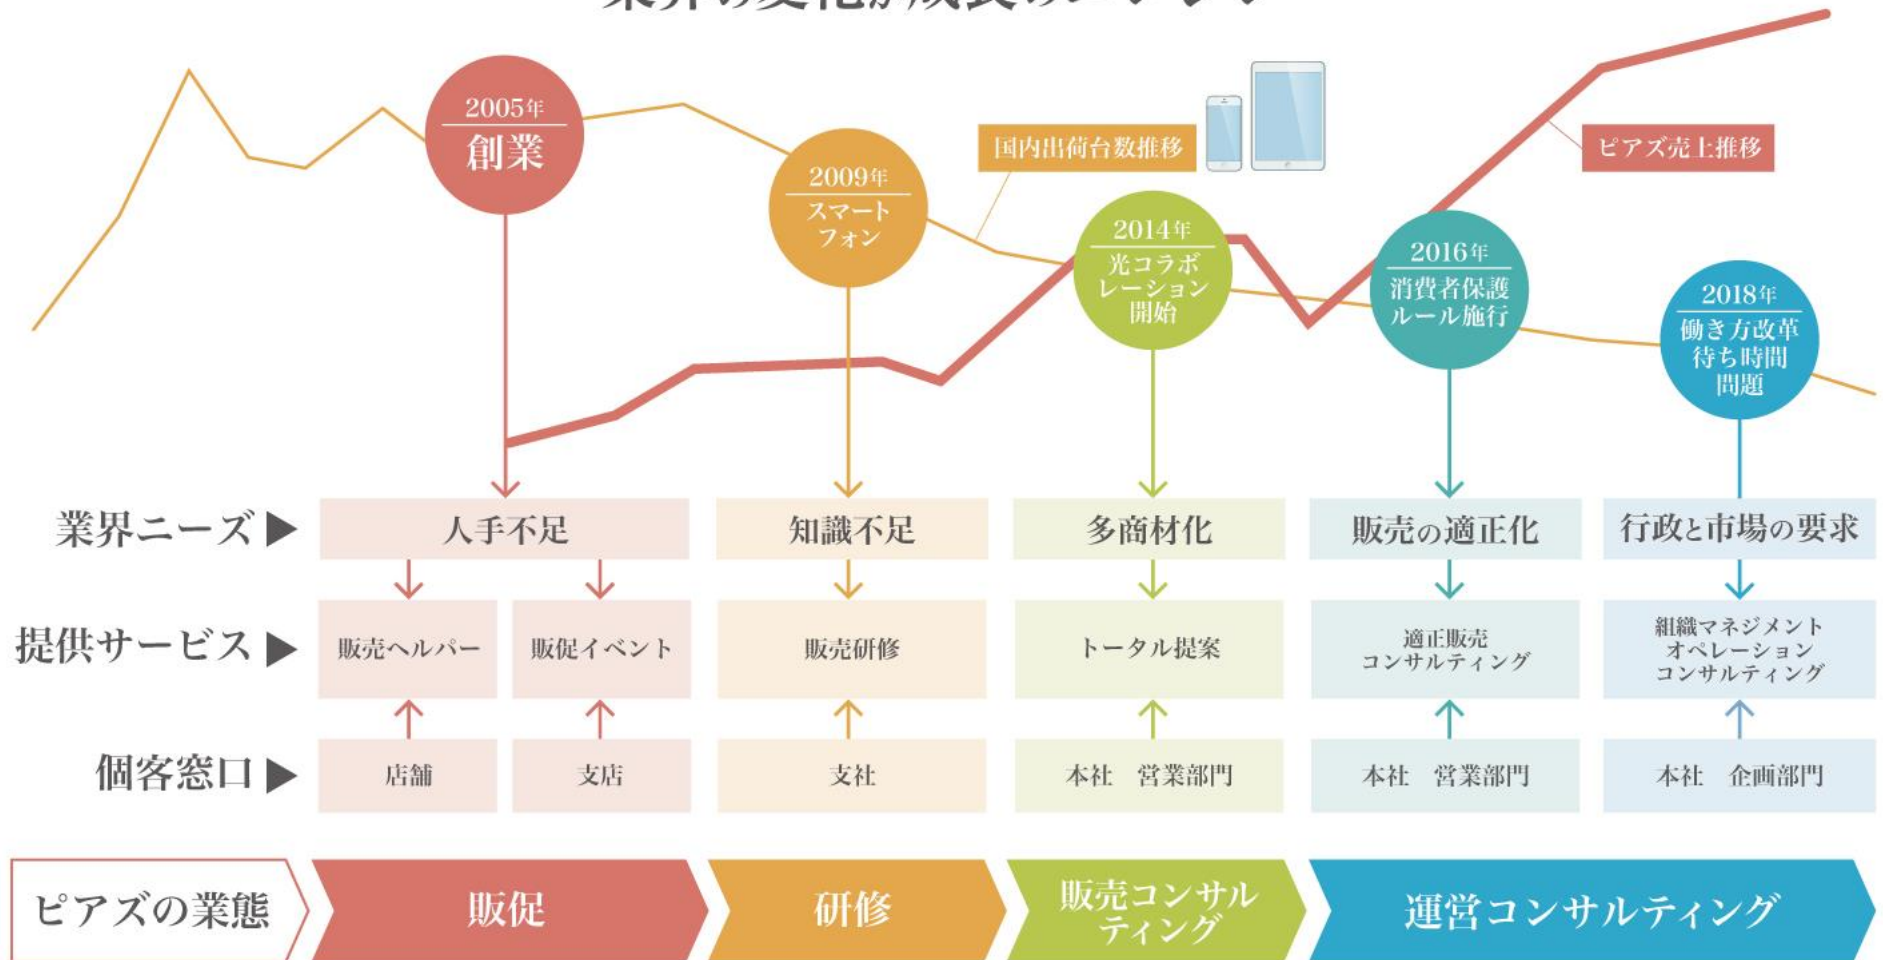 2005年
創業
2009年
スマート
フォン
国内出荷台数推移
2014年
光コラボ
レーション
開始
ピアズ売上推移
2016年
消費者保護
ルール施行
2018年
働き方改革
待ち時間
問題
業界ニーズ▶
人手不足
知識不足
多商材化
販売の適正化
行政と市場の要求
提供サービス▶
販売ヘルパー
販促イベント
販売研修
トータル提案
適正販売
コンサルティング
組織マネジメント
オペレーション
コンサルティング
個客窓口▶
店舗
支店
支社
本社 営業部門
本社 営業部門
本社 企画部門
ピアズの業態
販促
研修
販売コンサル
ティング
運営コンサルティング